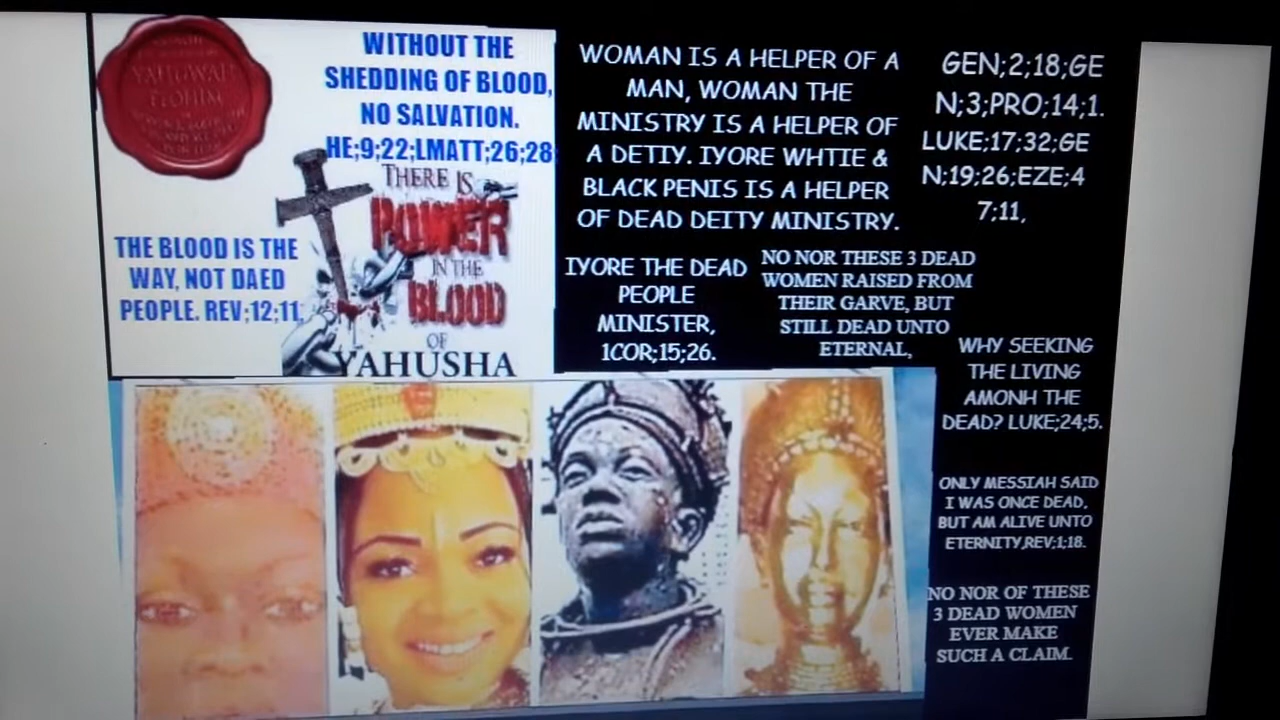 YAHUWAH
ELOHIM
WITHOUT THE
SHEDDING OF BLOOD,
NO SALVATION.
HE;9;22;LMATT;26;28
THERE IS
POWER
IN THE
BLOOD
OF
YAHUSHA
THE BLOOD IS THE
WAY, NOT DAED
PEOPLE. REV;12;11;
WOMAN IS A HELPER OF A
MAN, WOMAN THE
MINISTRY IS A HELPER OF
A DETIY. IYORE WHTIE &
BLACK PENIS IS A HELPER
OF DEAD DEITY MINISTRY.
GEN;2;18;GE
N;3;PRO;14;1.
LUKE;17;32;GE
N;19;26;EZE;4
7;11,
IYORE THE DEAD
PEOPLE
MINISTER,
1COR;15;26.
NO NOR THESE 3 DEAD
WOMEN RAISED FROM
THEIR GARVE, BUT
STILL DEAD UNTO
ETERNAL,
WHY SEEKING
THE LIVING
AMONH THE
DEAD? LUKE;24;5.
ONLY MESSIAH SAID
I WAS ONCE DEAD,
BUT AM ALIVE UNTO
ETERNITY,REV;1;18.
NO NOR OF THESE
3 DEAD WOMEN
EVER MAKE
SUCH A CLAIM.